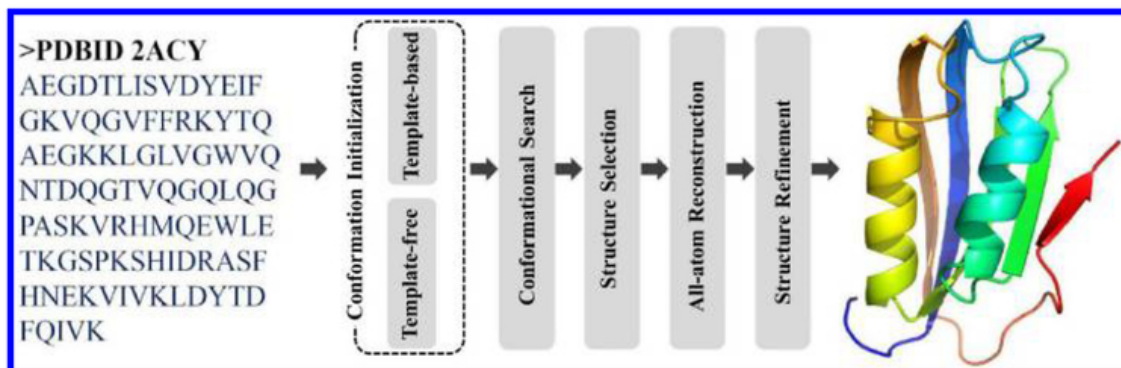 >PDBID 2ACY
AEGDTLISVDYEIF
GKVQGVFFRKYTQ
AEGKKLGLVGWVQ
NTDQGTVQGQLQG
PASKVRHMQEWLE
TKGSPKSHIDRASF
HNEKVIVKLDYTD
FQIVK
Conformation Initialization
Template-based
Template-free
Conformational Search
Structure Selection
All-atom Reconstruction
Structure Refinement